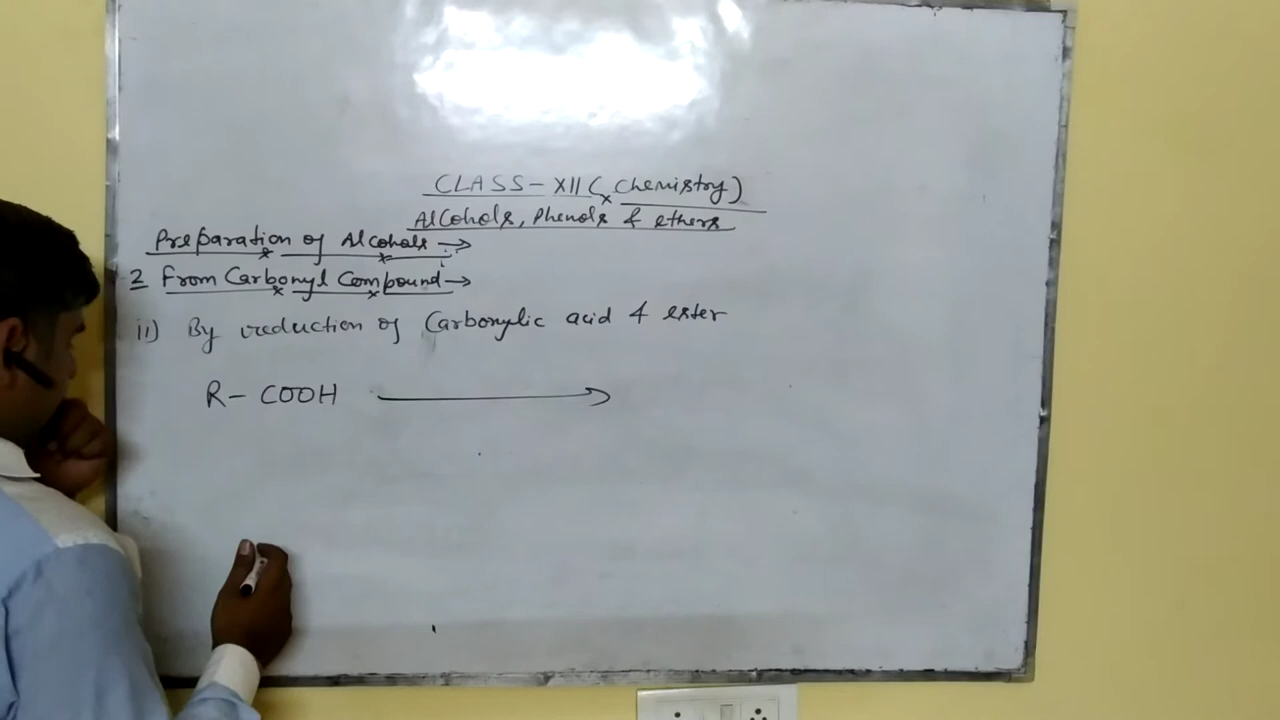 CLASS - XII (Chemistry)
Alcohols, Phenols & ethers
Preparation of Alcohols →
2 From Carbonyl Compound →
ii) By reduction of Carboxylic acid & ester
R - COOH →